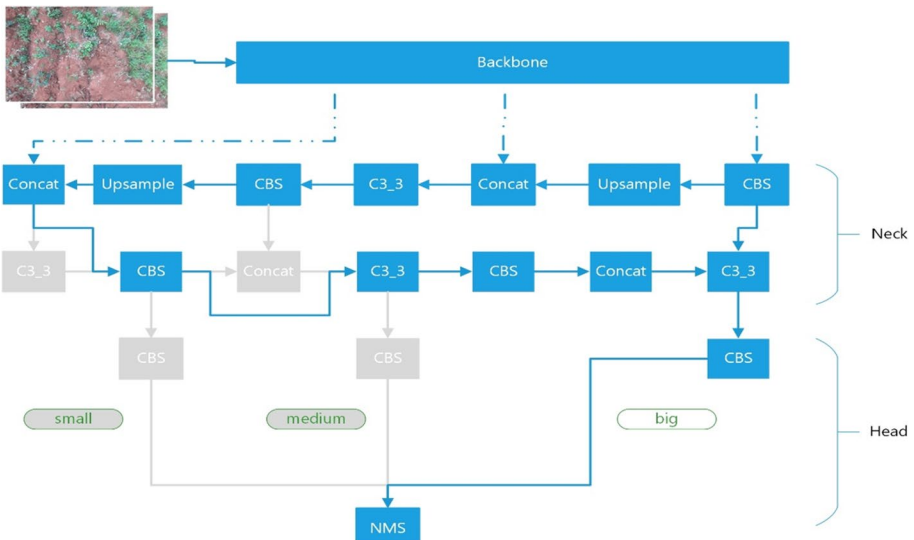 Backbone
Concat
Upsample
CBS
C3_3
Concat
Upsample
CBS
Neck
C3_3
CBS
Concat
C3_3
CBS
Concat
C3_3
CBS
CBS
CBS
small
medium
big
Head
NMS